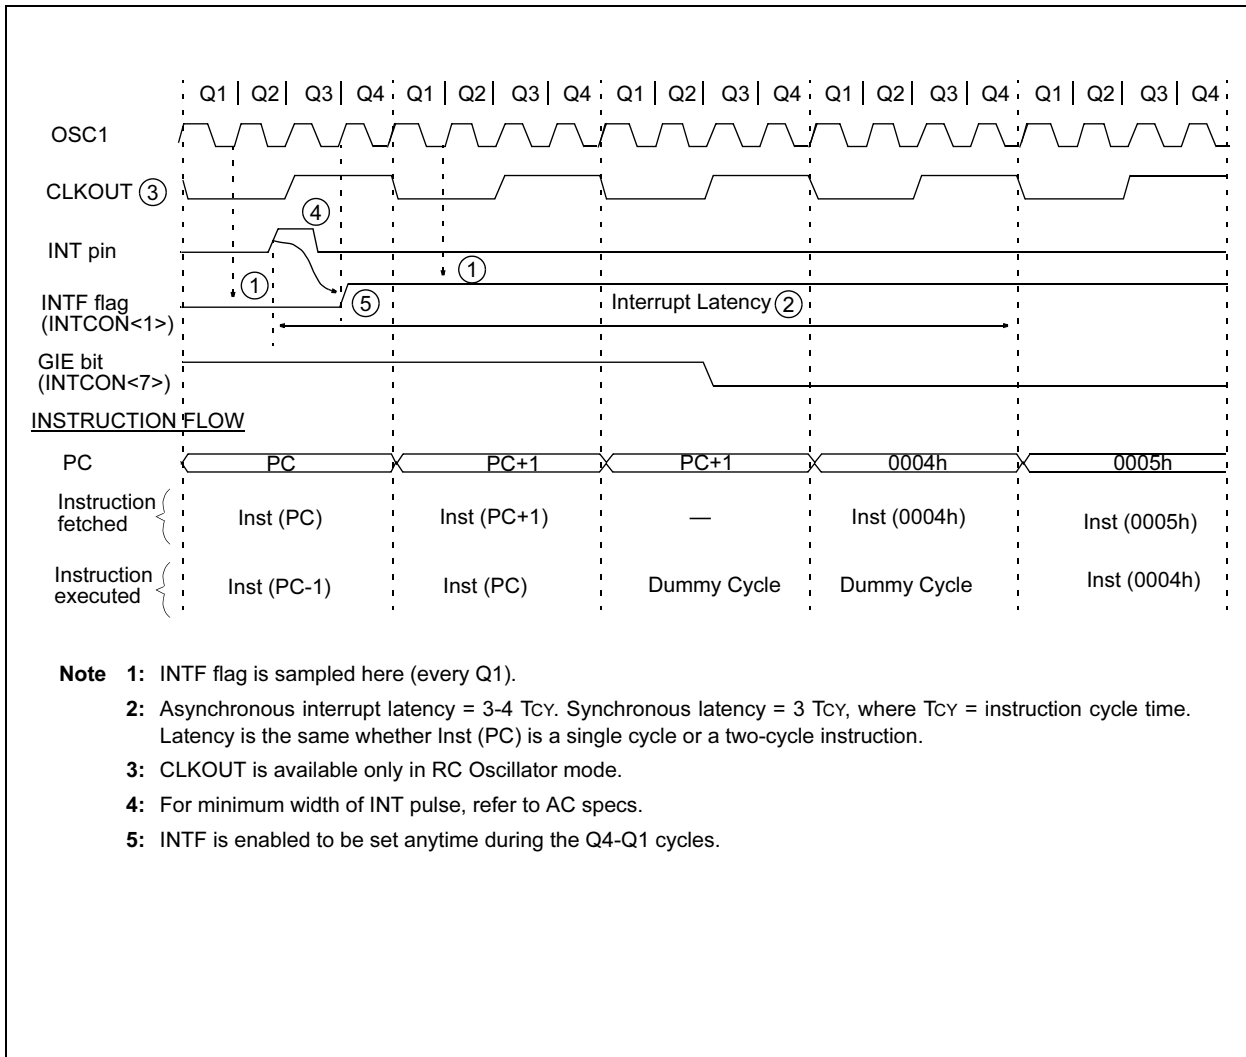 Q1 | Q2 | Q3 | Q4 Q1 | Q2 | Q3 | Q4 Q1 | Q2 | Q3 | Q4 Q1 | Q2 | Q3 | Q4 Q1 | Q2 | Q3 | Q4
OSC1
CLKOUT ③
④
INT pin
① ①
INTF flag
(INTCON<1>)
⑤ Interrupt Latency ②
GIE bit
(INTCON<7>)
INSTRUCTION FLOW
PC PC PC+1 PC+1 0004h 0005h
Instruction
fetched
Inst (PC) Inst (PC+1) — Inst (0004h) Inst (0005h)
Instruction
executed
Inst (PC-1) Inst (PC) Dummy Cycle Dummy Cycle Inst (0004h)
Note 1: INTF flag is sampled here (every Q1).
2: Asynchronous interrupt latency = 3-4 TCY. Synchronous latency = 3 TCY, where TCY = instruction cycle time.
Latency is the same whether Inst (PC) is a single cycle or a two-cycle instruction.
3: CLKOUT is available only in RC Oscillator mode.
4: For minimum width of INT pulse, refer to AC specs.
5: INTF is enabled to be set anytime during the Q4-Q1 cycles.